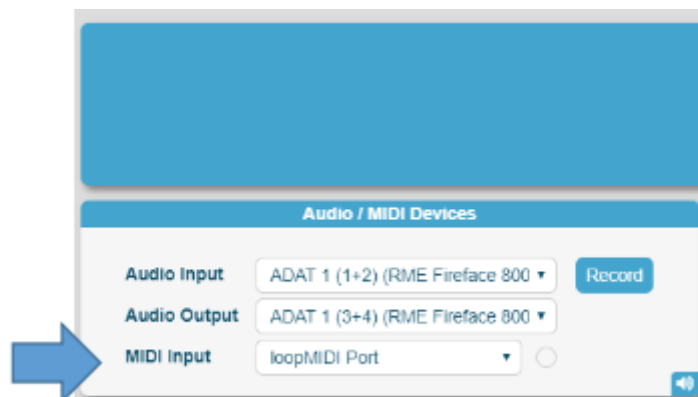 Audio / MIDI Devices
Audio Input ADAT 1 (1+2) (RME Fireface 800 Record
Audio Output ADAT 1 (3+4) (RME Fireface 800
MIDI Input loopMIDI Port